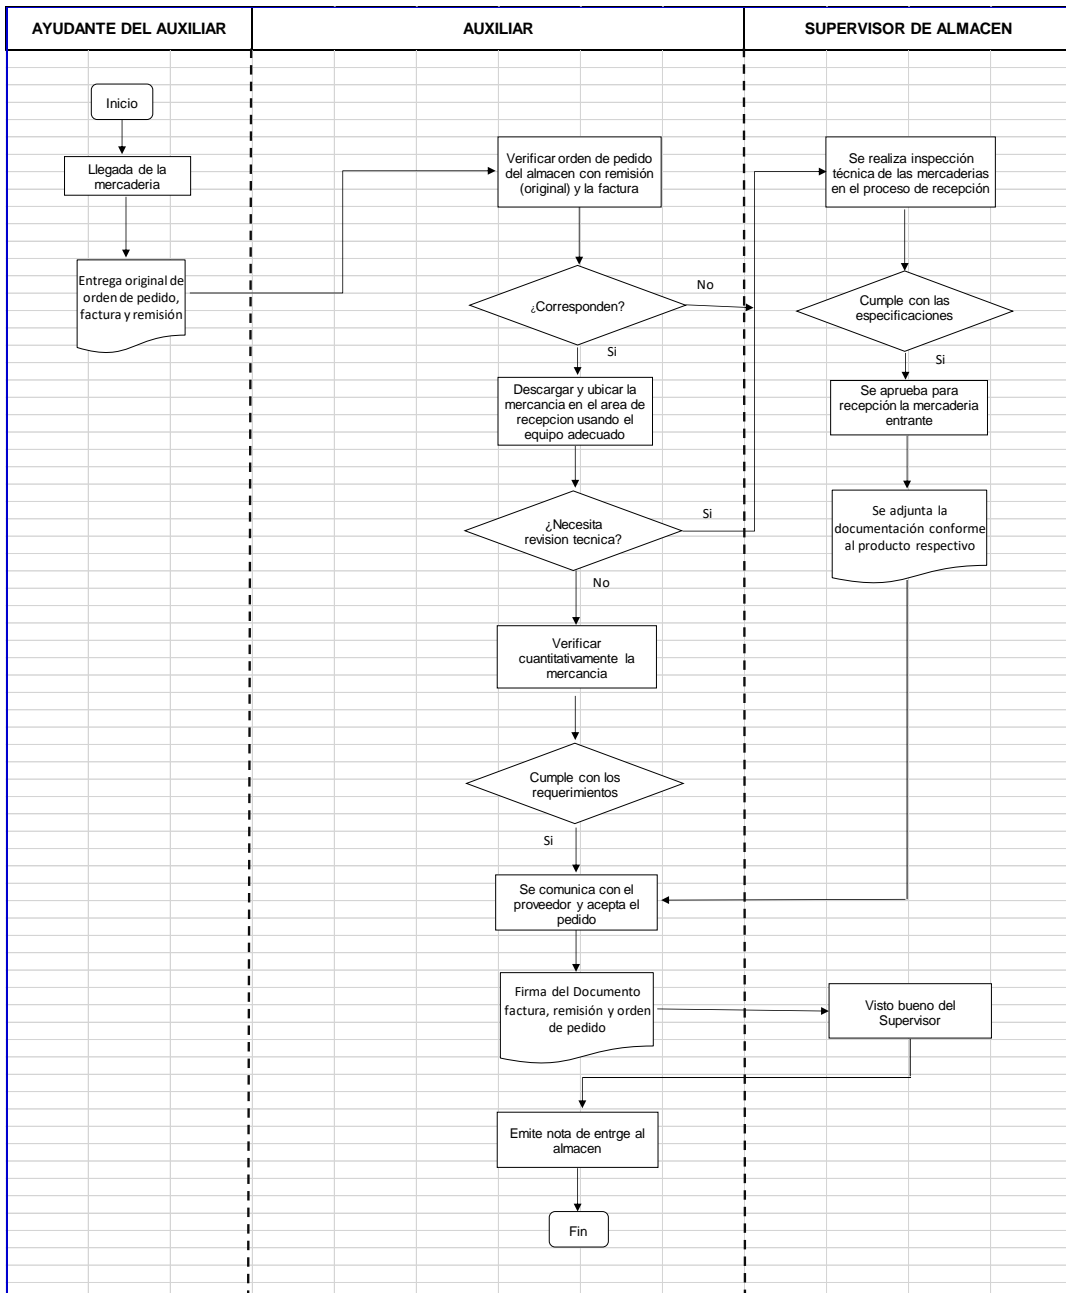 AYUDANTE DEL AUXILIAR
AUXILIAR
SUPERVISOR DE ALMACEN
Inicio
Llegada de la
mercaderia
Entrega original de
orden de pedido,
factura y remisión
Verificar orden de pedido
del almacen con remisión
(original) y la factura
¿Corresponden?
No
Si
Descargar y ubicar la
mercancia en el area de
recepcion usando el
equipo adecuado
¿Necesita
revision tecnica?
Si
No
Verificar
cuantitativamente la
mercancia
Cumple con los
requerimientos
Si
Se comunica con el
proveedor y acepta el
pedido
Firma del Documento
factura, remisión y orden
de pedido
Emite nota de entrge al
almacen
Fin
Se realiza inspección
técnica de las mercaderias
en el proceso de recepción
Cumple con las
especificaciones
Si
Se aprueba para
recepción la mercaderia
entrante
Se adjunta la
documentación conforme
al producto respectivo
Visto bueno del
Supervisor